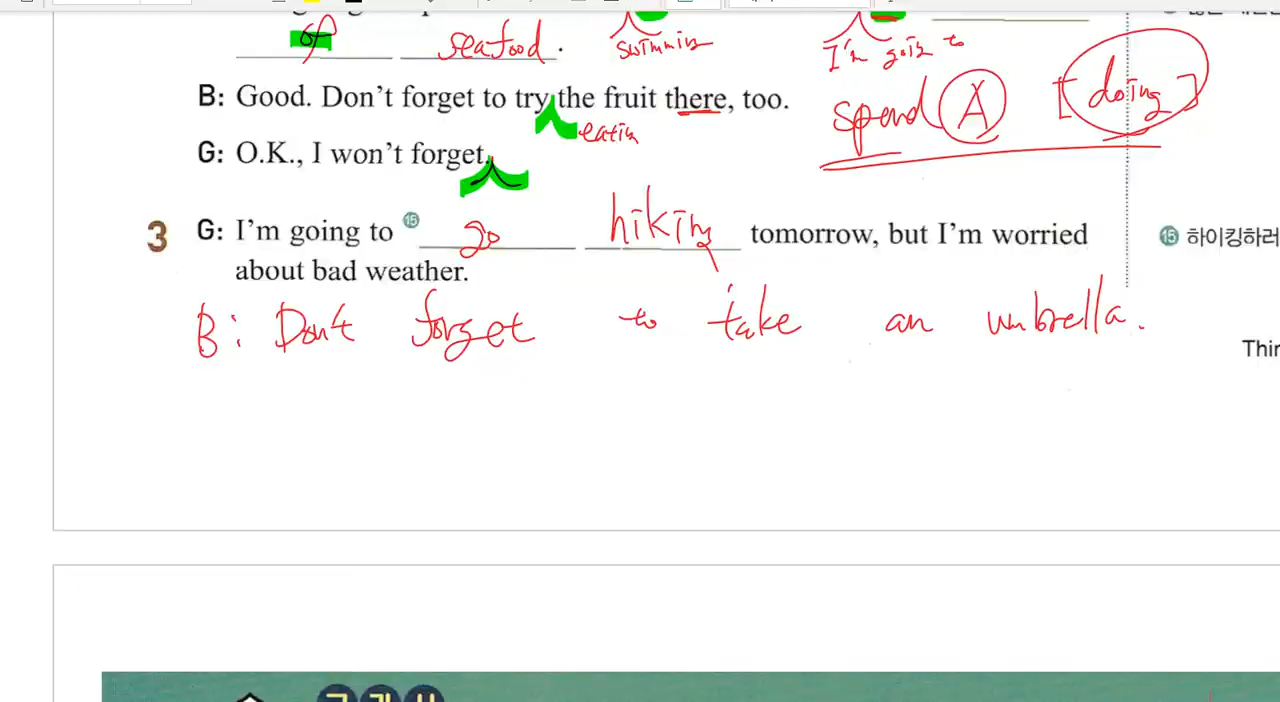 of seafood. swimming I'm going to
B: Good. Don't forget to try the fruit there, too. spend A [doing]
eating
G: O.K., I won't forget.
3 G: I'm going to ⑮ go hiking tomorrow, but I'm worried ⑮ 하이킹하러
about bad weather.
B: Don't forget to take an umbrella.